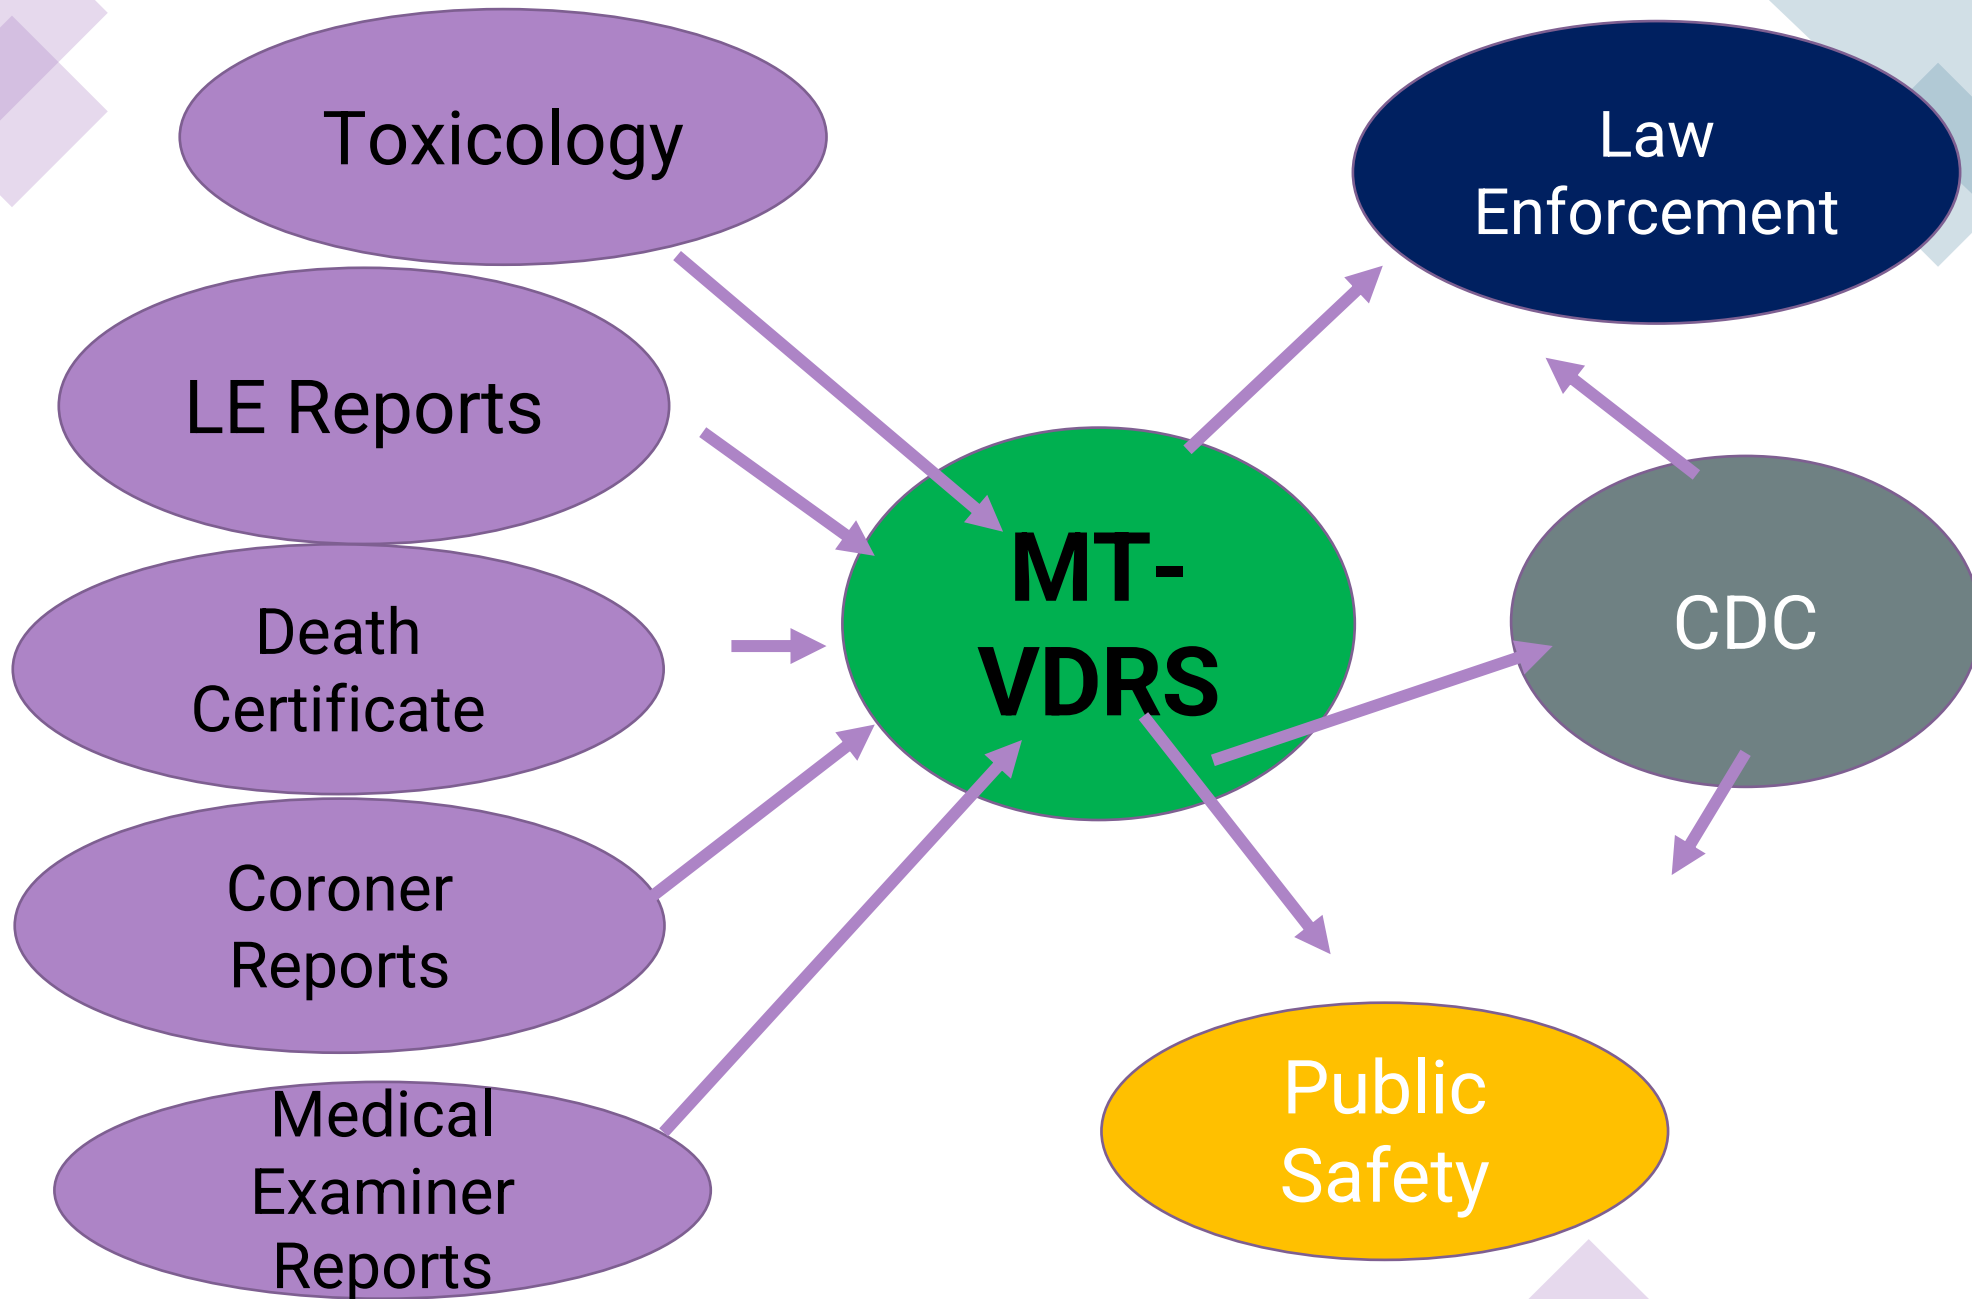 Toxicology
LE Reports
Death
Certificate
Coroner
Reports
Medical
Examiner
Reports
MT-
VDRS
Law
Enforcement
CDC
Public
Safety